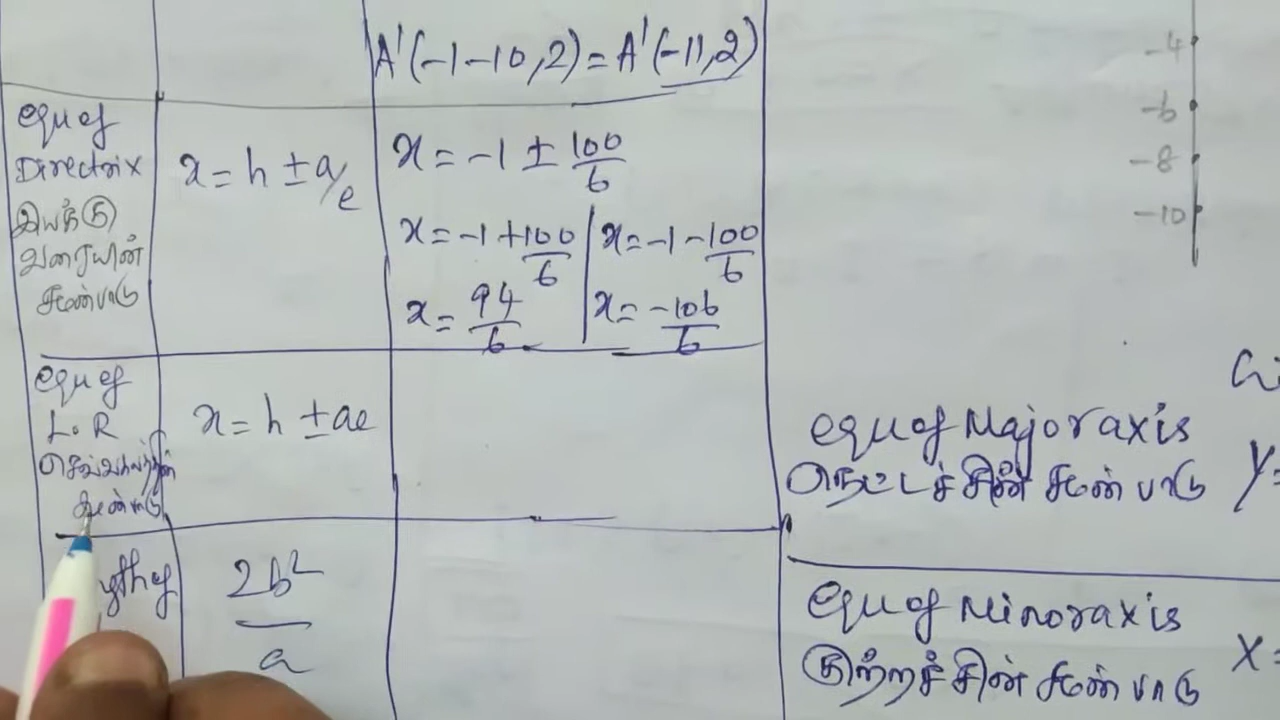 A'(-1-10,2)=A'(-11,2)
equ of
Directrix
இயக்கு
வரையின்
சமன்பாடு
x = h ± a/e
x = -1 ± 100/6
x = -1 + 100/6
x = -1 - 100/6
x = 94/6
x = -106/6
equ of
L.R
செவ்வகலத்தின்
சமன்பாடு
x = h ± ae
2b²/a
-4
-6
-8
-10
equ of Major axis
நெட்டச்சின் சமன்பாடு
y=
equ of Minor axis
குற்றச்சின் சமன்பாடு
x=